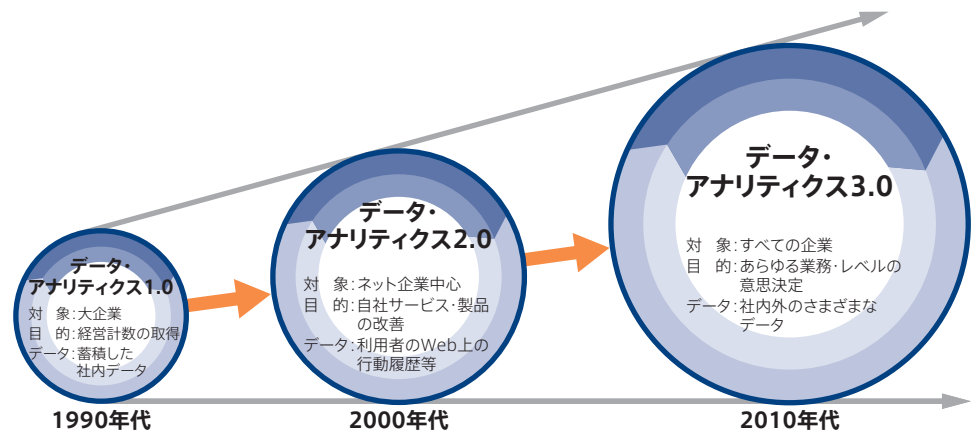 データ・
アナリティクス1.0
対　象：大企業
目　的：経営計数の取得
データ：蓄積した
社内データ
1990年代
データ・
アナリティクス2.0
対　象：ネット企業中心
目　的：自社サービス・製品
の改善
データ：利用者のWeb上の
行動履歴等
2000年代
データ・
アナリティクス3.0
対　象：すべての企業
目　的：あらゆる業務・レベルの
意思決定
データ：社内外のさまざまな
データ
2010年代